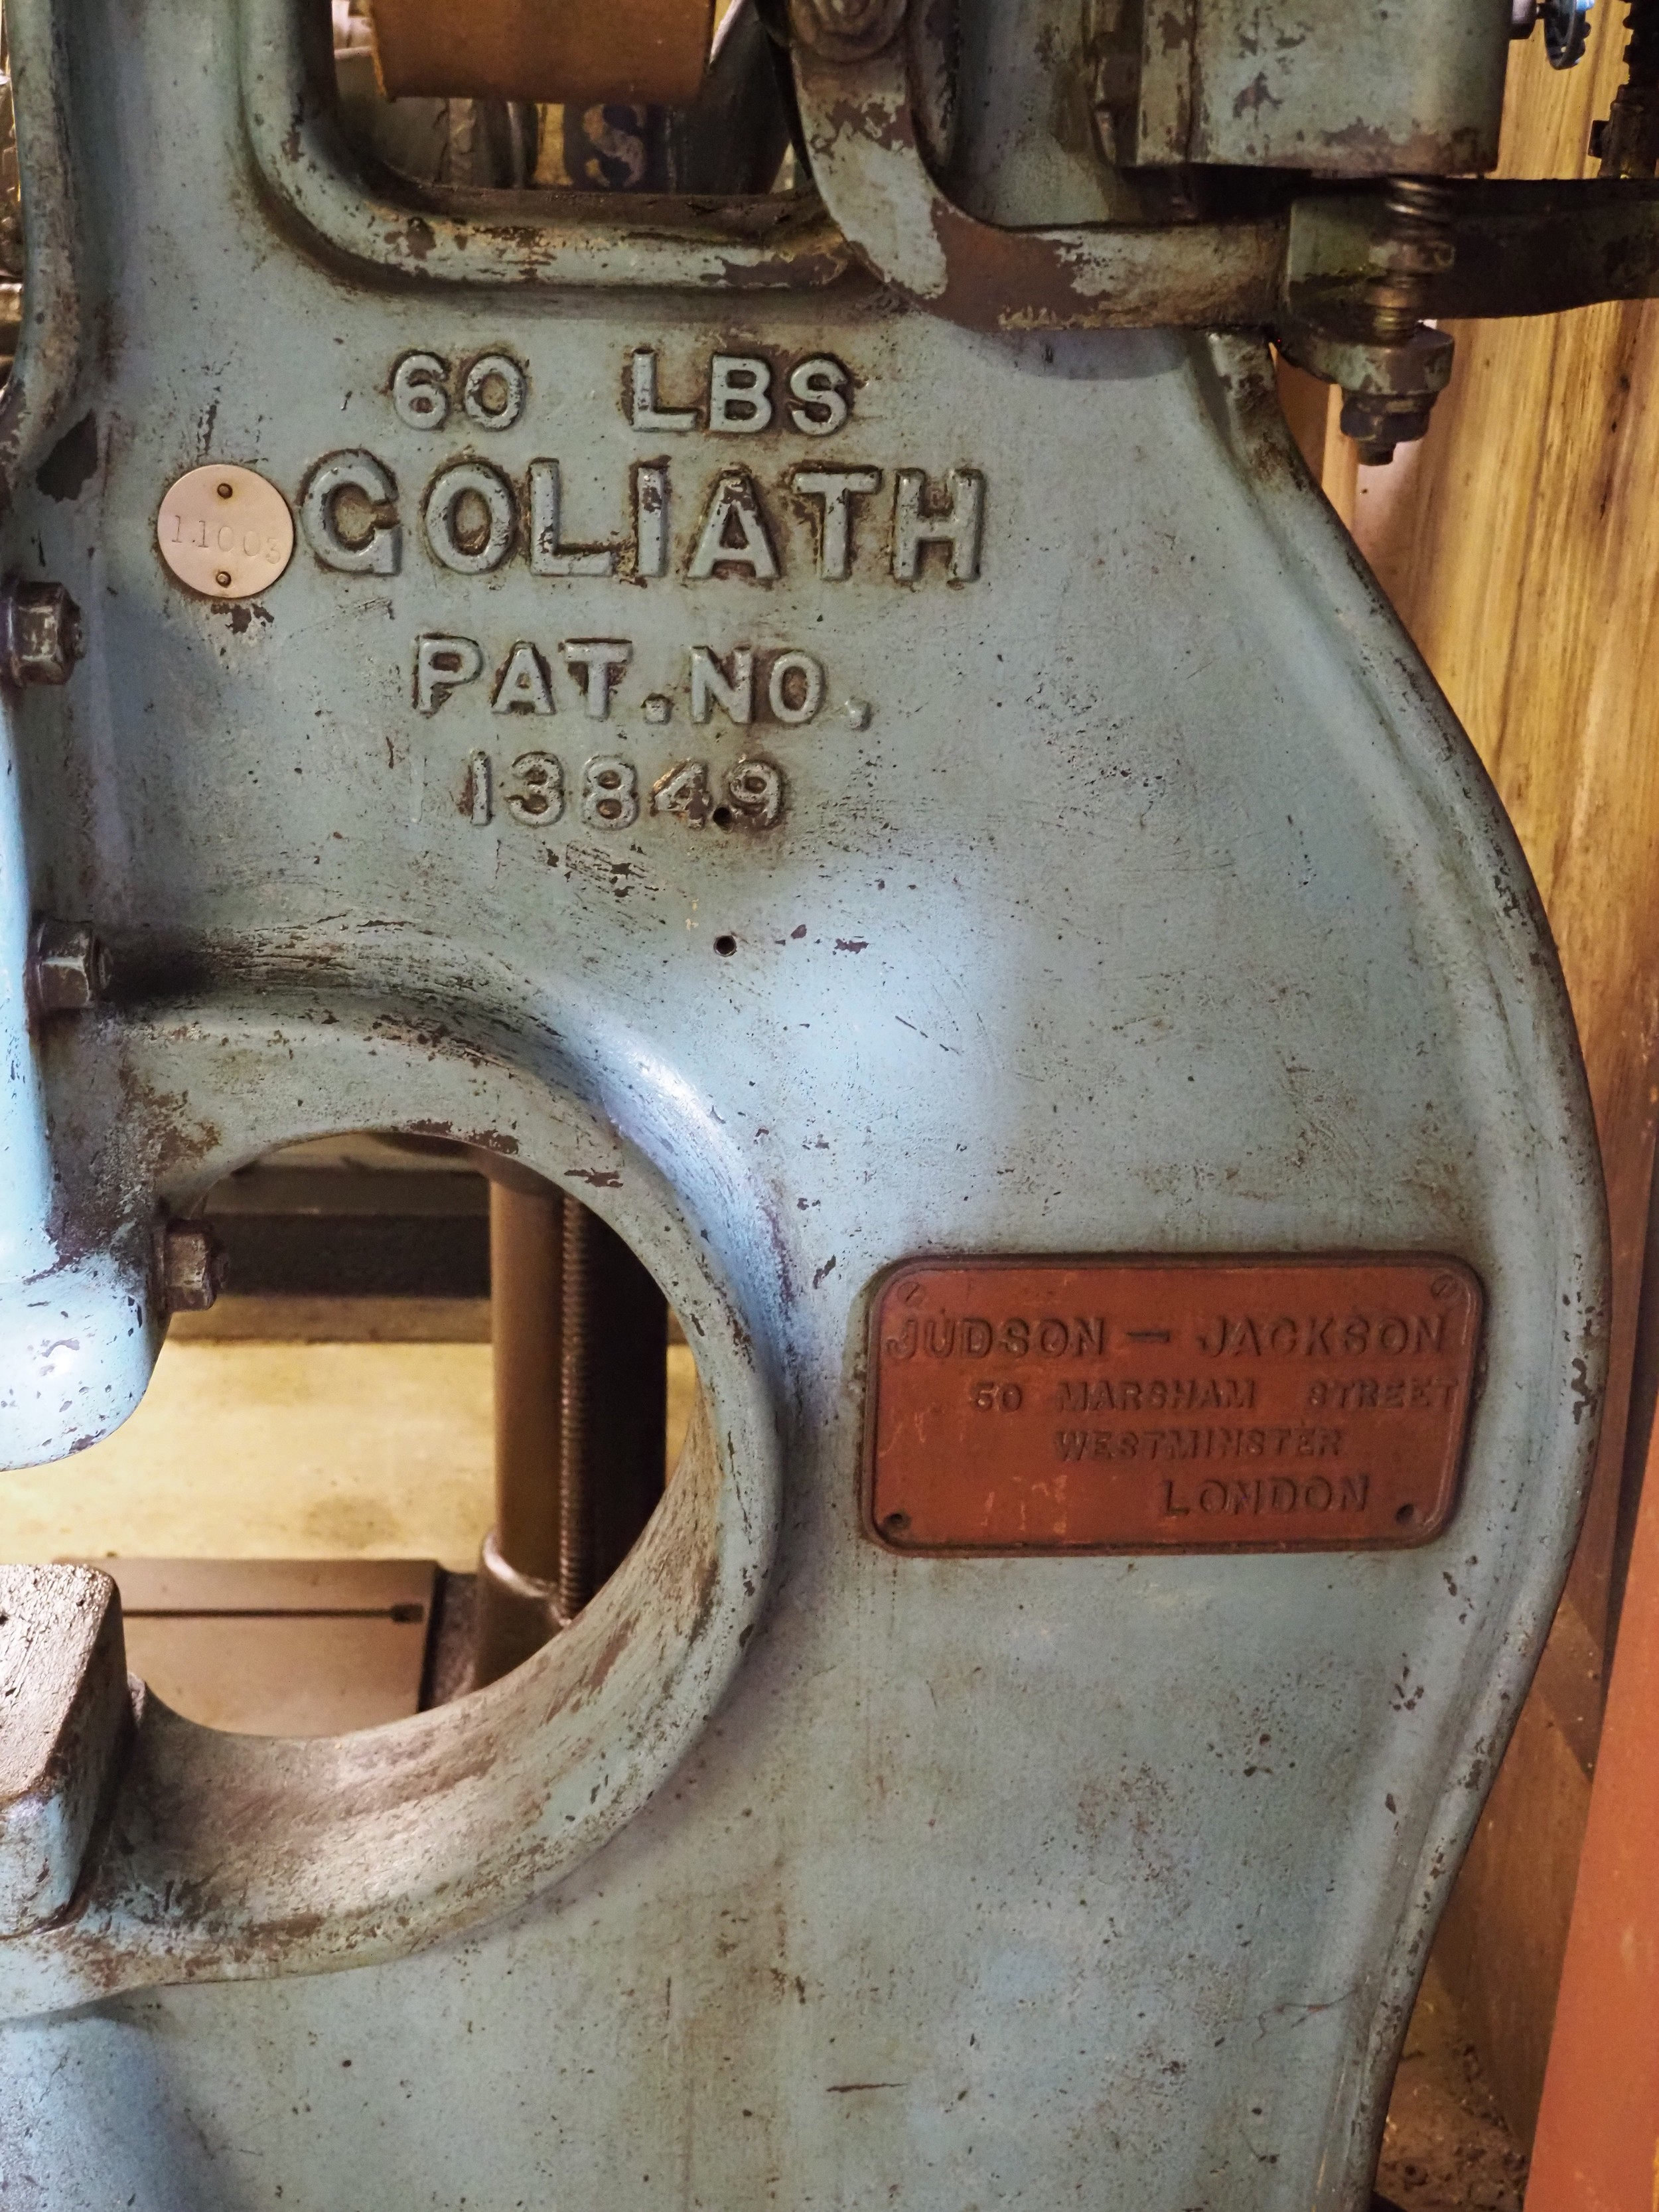 S
60 LBS
GOLIATH
11003
PAT.NO.
13849
JUDSON — JACKSON
50 MARSHAM STREET
WESTMINSTER
LONDON